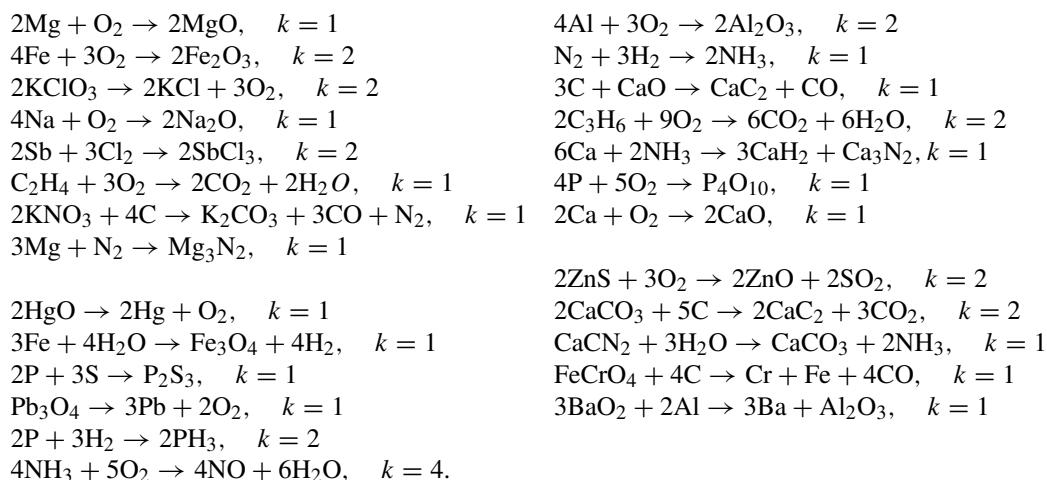 2Mg + O₂ → 2MgO, k = 1
4Fe + 3O₂ → 2Fe₂O₃, k = 2
2KClO₃ → 2KCl + 3O₂, k = 2
4Na + O₂ → 2Na₂O, k = 1
2Sb + 3Cl₂ → 2SbCl₃, k = 2
C₂H₄ + 3O₂ → 2CO₂ + 2H₂O, k = 1
2KNO₃ + 4C → K₂CO₃ + 3CO + N₂, k = 1
3Mg + N₂ → Mg₃N₂, k = 1
2HgO → 2Hg + O₂, k = 1
3Fe + 4H₂O → Fe₃O₄ + 4H₂, k = 1
2P + 3S → P₂S₃, k = 1
Pb₃O₄ → 3Pb + 2O₂, k = 1
2P + 3H₂ → 2PH₃, k = 2
4NH₃ + 5O₂ → 4NO + 6H₂O, k = 4.
4Al + 3O₂ → 2Al₂O₃, k = 2
N₂ + 3H₂ → 2NH₃, k = 1
3C + CaO → CaC₂ + CO, k = 1
2C₃H₆ + 9O₂ → 6CO₂ + 6H₂O, k = 2
6Ca + 2NH₃ → 3CaH₂ + Ca₃N₂, k = 1
4P + 5O₂ → P₄O₁₀, k = 1
2Ca + O₂ → 2CaO, k = 1
2ZnS + 3O₂ → 2ZnO + 2SO₂, k = 2
2CaCO₃ + 5C → 2CaC₂ + 3CO₂, k = 2
CaCN₂ + 3H₂O → CaCO₃ + 2NH₃, k = 1
FeCrO₄ + 4C → Cr + Fe + 4CO, k = 1
3BaO₂ + 2Al → 3Ba + Al₂O₃, k = 1